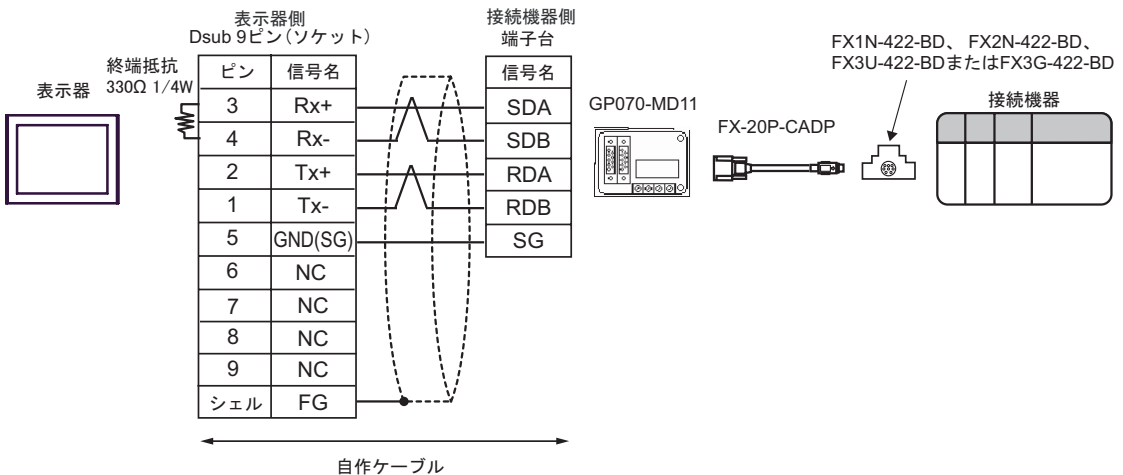 表示器
終端抵抗
330Ω 1/4W
表示器側
Dsub 9ピン(ソケット)
ピン 信号名
3 Rx+
4 Rx-
2 Tx+
1 Tx-
5 GND(SG)
6 NC
7 NC
8 NC
9 NC
シェル FG
接続機器側
端子台
信号名
SDA
SDB
RDA
RDB
SG
自作ケーブル
GP070-MD11
FX-20P-CADP
FX1N-422-BD、 FX2N-422-BD、
FX3U-422-BDまたはFX3G-422-BD
接続機器